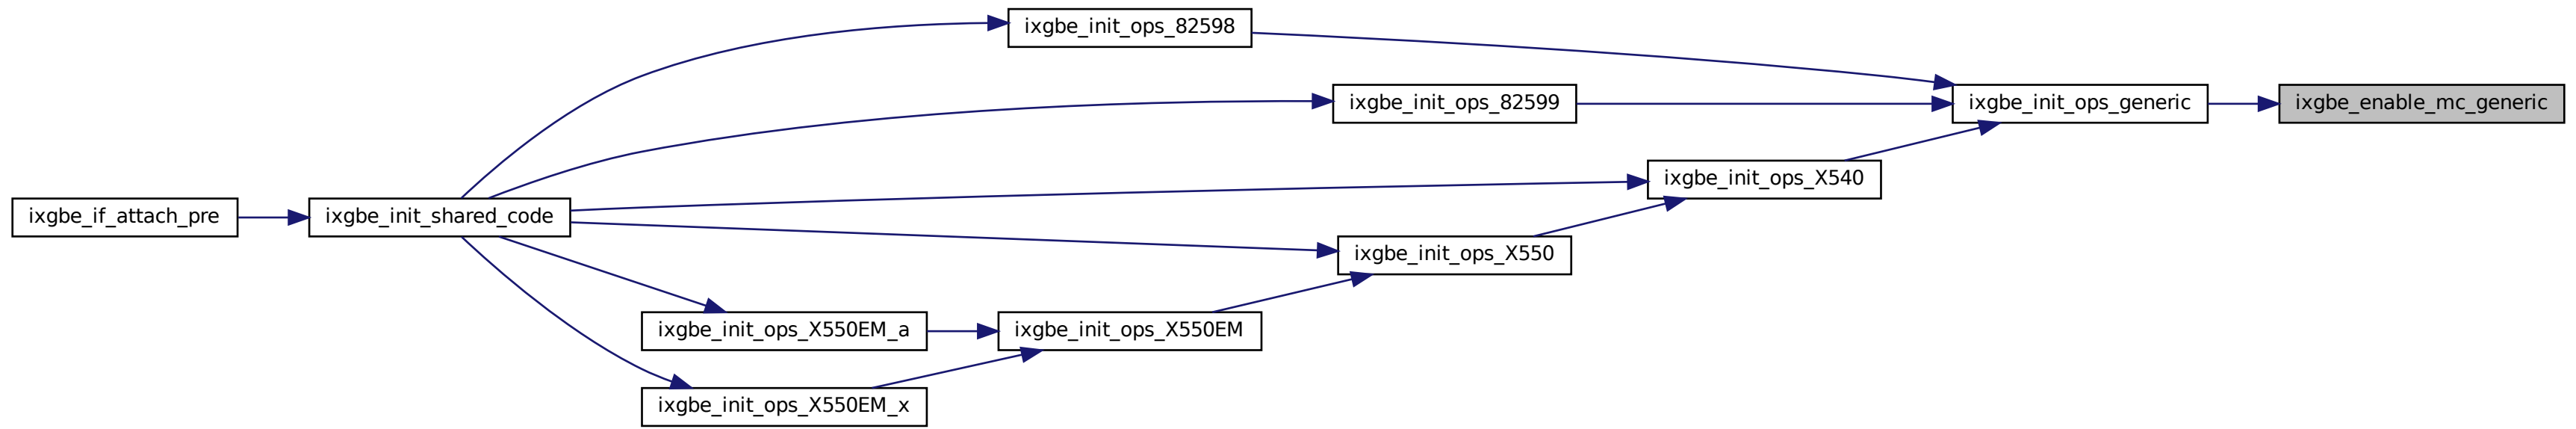 ixgbe_init_ops_82598
ixgbe_init_ops_82599
ixgbe_init_ops_generic
ixgbe_enable_mc_generic
ixgbe_init_ops_X540
ixgbe_if_attach_pre
ixgbe_init_shared_code
ixgbe_init_ops_X550
ixgbe_init_ops_X550EM_a
ixgbe_init_ops_X550EM
ixgbe_init_ops_X550EM_x